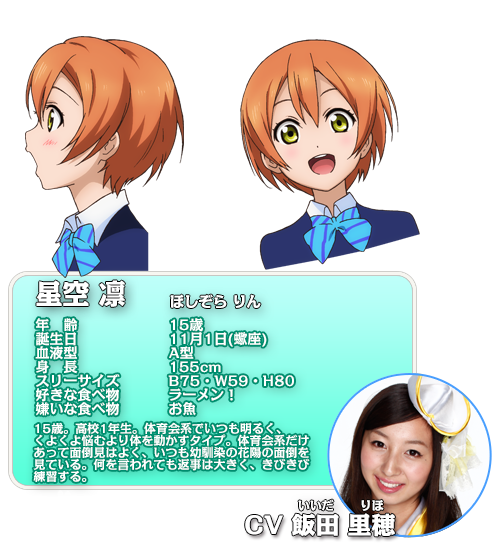 星空 凛　ほしぞら りん
年　齢　15歳
誕生日　11月1日(蠍座)
血液型　A型
身　長　155cm
スリーサイズ　B75・W59・H80
好きな食べ物　ラーメン！
嫌いな食べ物　お魚
15歳。高校1年生。体育会系でいつも明るく、
くよくよ悩むより体を動かすタイプ。体育会系だけ
あって面倒見はよく、いつも幼馴染の花陽の面倒を
見ている。何を言われても返事は大きく、きびきび
練習する。
いいだ　りほ
CV 飯田 里穂